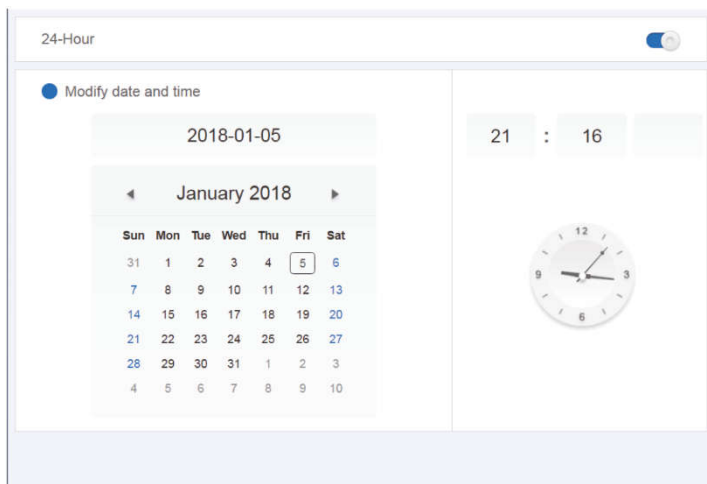 24-Hour
Modify date and time
2018-01-05
21 : 16
January 2018
Sun Mon Tue Wed Thu Fri Sat
31 1 2 3 4 5 6
7 8 9 10 11 12 13
14 15 16 17 18 19 20
21 22 23 24 25 26 27
28 29 30 31 1 2 3
4 5 6 7 8 9 10
12
9 3
6